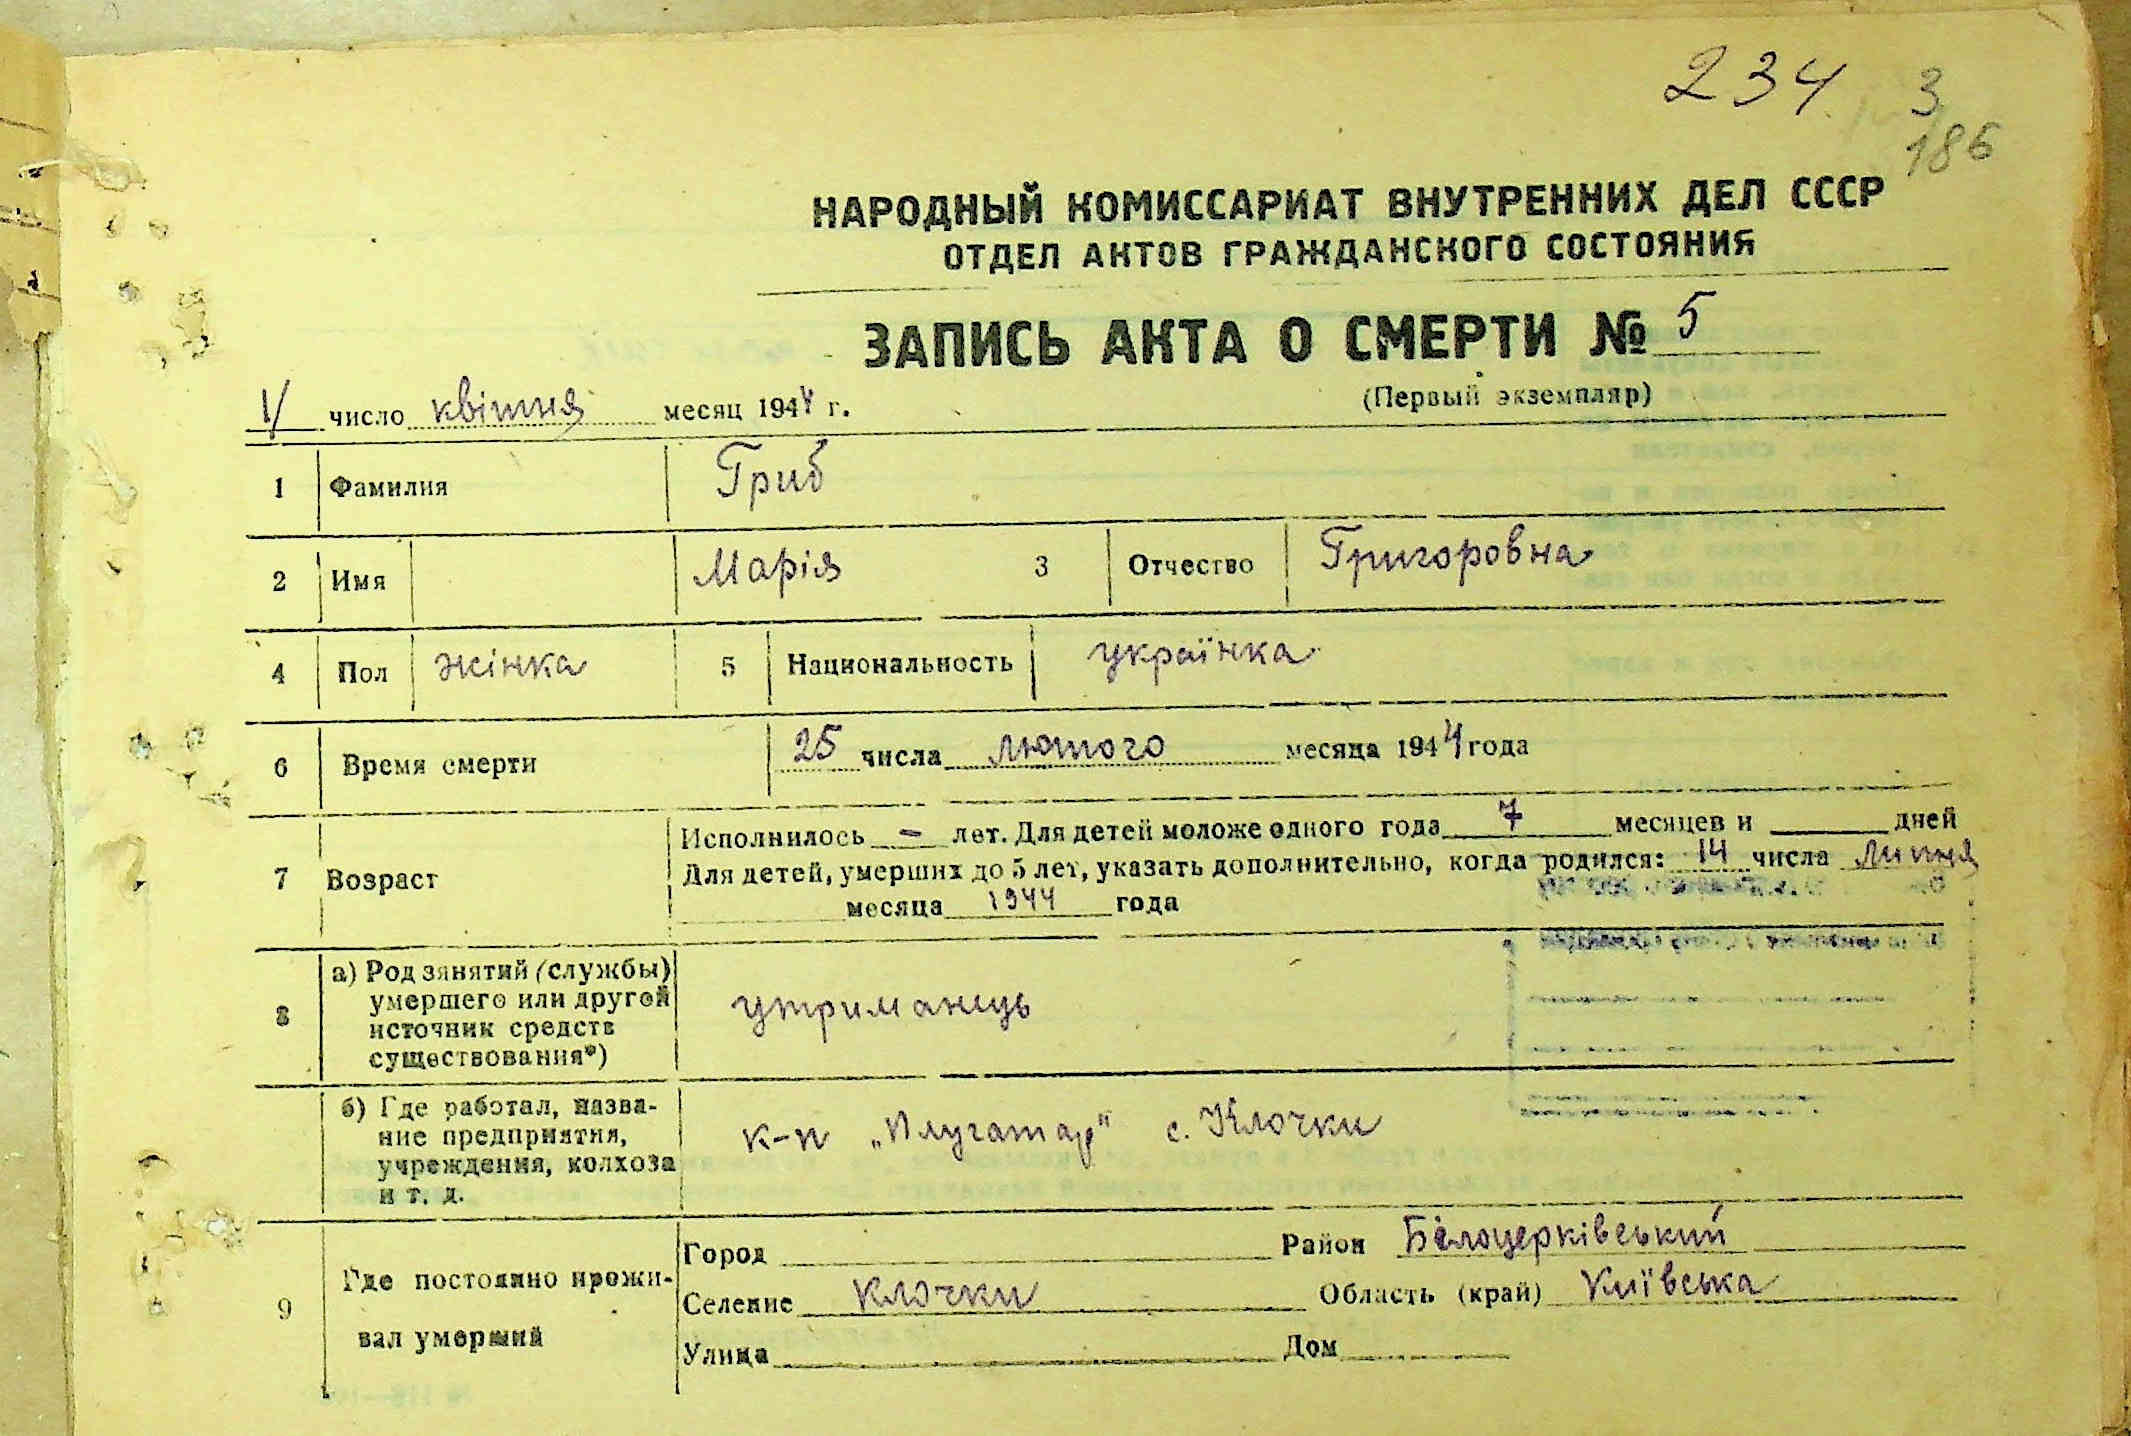 234 3
186
НАРОДНЫЙ КОМИССАРИАТ ВНУТРЕННИХ ДЕЛ СССР
ОТДЕЛ АКТОВ ГРАЖДАНСКОГО СОСТОЯНИЯ
ЗАПИСЬ АКТА О СМЕРТИ № 5
(Первый экземпляр)
1/ число квітня месяц 1944 г.
1 Фамилия Гриб
2 Имя Марія 3 Отчество Григоровна
4 Пол жінка 5 Национальность українка
6 Время смерти 25 числа лютого месяца 1944 года
7 Возраст
Исполнилось — лет. Для детей моложе одного года 7 месяцев и дней
Для детей, умерших до 5 лет, указать дополнительно, когда родился: 14 числа липня
месяца 1944 года
8 а) Род занятий (службы)
умершего или другой
источник средств
существования*)
утриманець
б) Где работал, назва-
ние предприятия,
учреждения, колхоза
и т. д.
к-п „Плугатар" с. Клочки
9 Где постоянно прожи-
вал умерший
Город Район Білоцерківський
Селение Клочки Область (край) Київська
Улица Дом